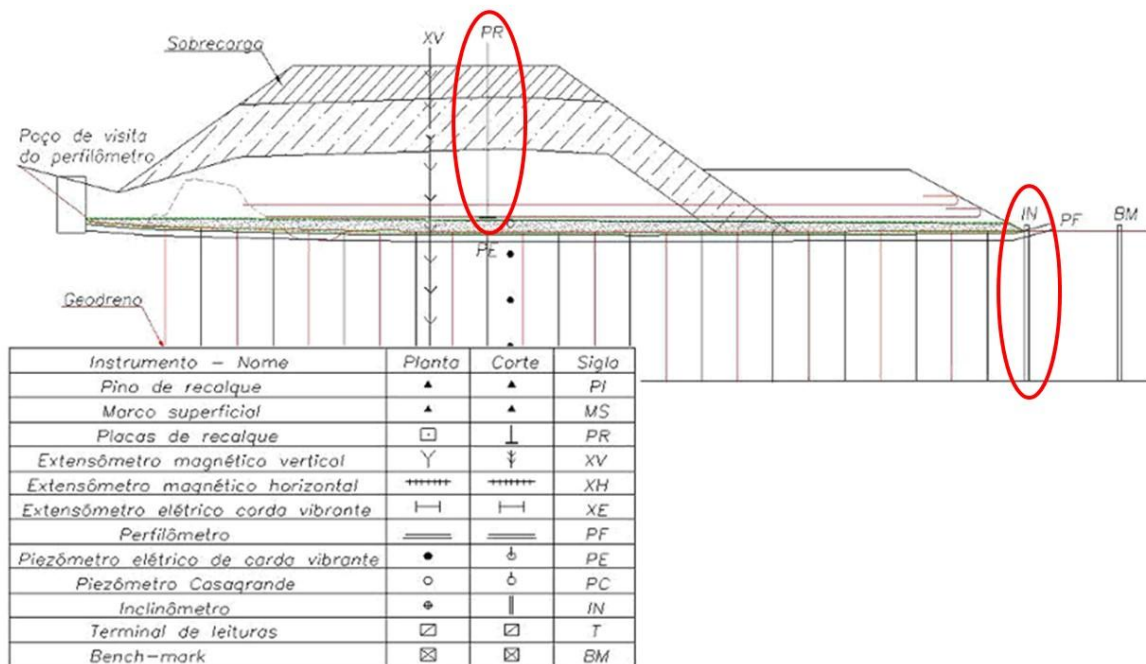 XV
PR
Sobrecarga
Poço de visita
do perfilômetro
IN
PF
BM
PE
Geodreno
Instrumento – Nome Planta Corte Sigla
Pino de recalque PI
Marco superficial MS
Placas de recalque PR
Extensômetro magnético vertical XV
Extensômetro magnético horizontal XH
Extensômetro elétrico corda vibrante XE
Perfilômetro PF
Piezômetro elétrico de corda vibrante PE
Piezômetro Casagrande PC
Inclinômetro IN
Terminal de leituras T
Bench-mark BM